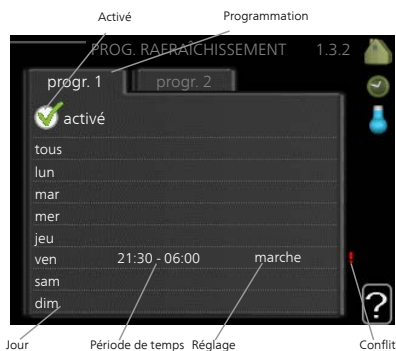 Activé Programmation
PROG. RAFRAÎCHISSEMENT 1.3.2
progr. 1 progr. 2
activé
tous
lun
mar
mer
jeu
ven 21:30 - 06:00 marche !
sam
dim
?
Jour Période de temps Réglage Conflit